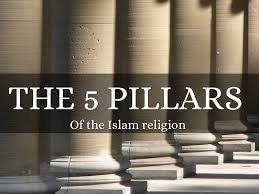 THE 5 PILLARS
Of the Islam religion